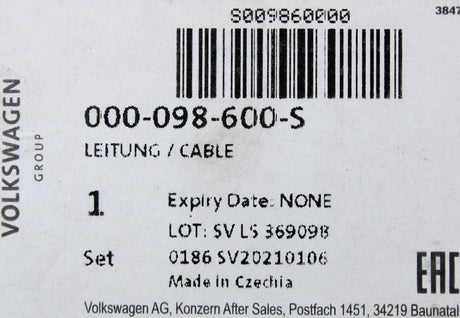 S009860000
3847
000-098-600-S
LEITUNG / CABLE
VOLKSWAGEN
GROUP
1 Expiry Date: NONE
LOT: SV LS 369098
Set 0186 SV20210106
Made in Czechia
EAC
Volkswagen AG, Konzern After Sales, Postfach 1451, 34219 Baunatal